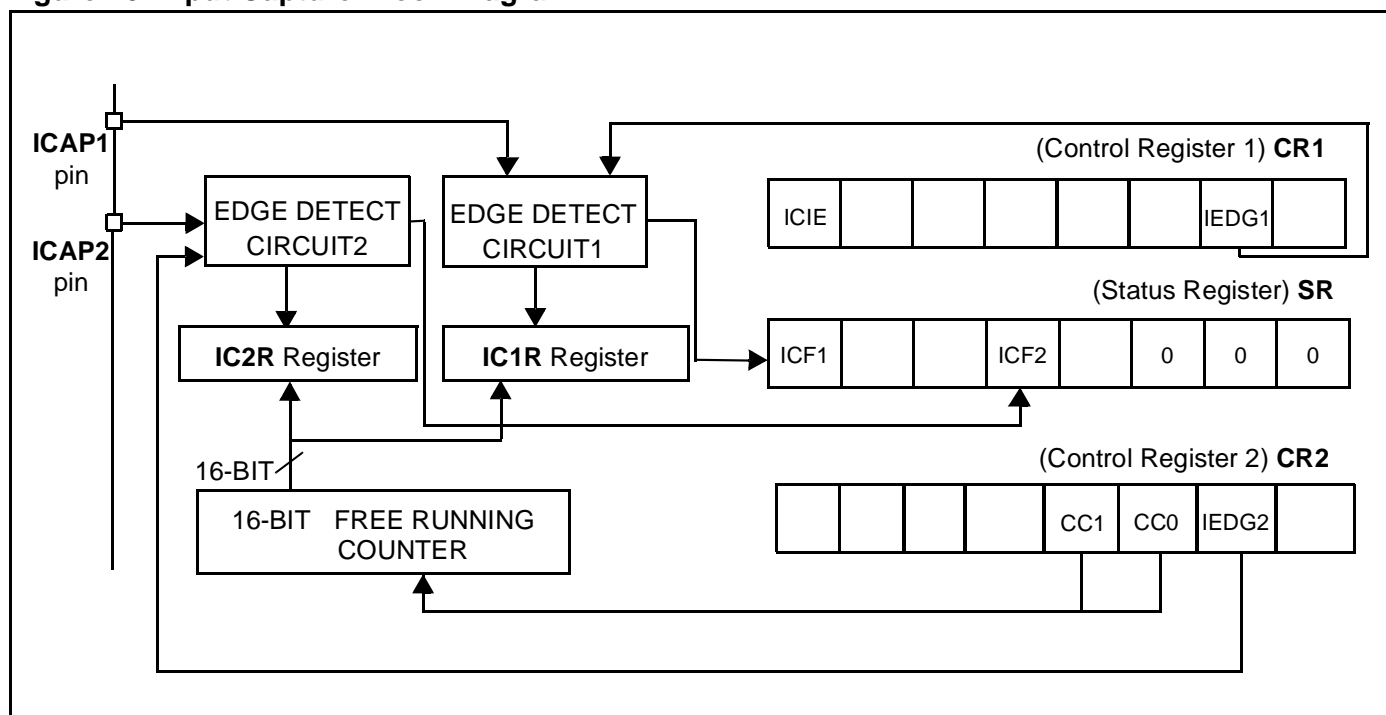 ICAP1
pin
ICAP2
pin
EDGE DETECT
CIRCUIT2
EDGE DETECT
CIRCUIT1
(Control Register 1) CR1
ICIE
IEDG1
(Status Register) SR
IC2R Register
IC1R Register
ICF1
ICF2
0
0
0
16-BIT
(Control Register 2) CR2
16-BIT FREE RUNNING
COUNTER
CC1
CC0
IEDG2